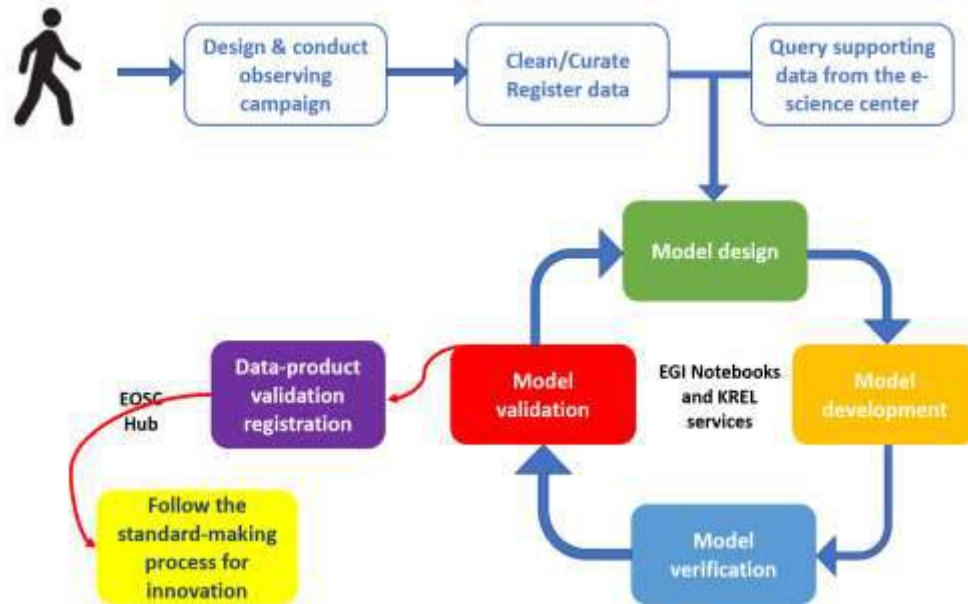 Design & conduct
observing
campaign
Clean/Curate
Register data
Query supporting
data from the e-
science center
Model design
Data-product
validation
registration
EOSC
Hub
Model
validation
EGI Notebooks
and KREL
services
Model
development
Follow the
standard-making
process for
innovation
Model
verification